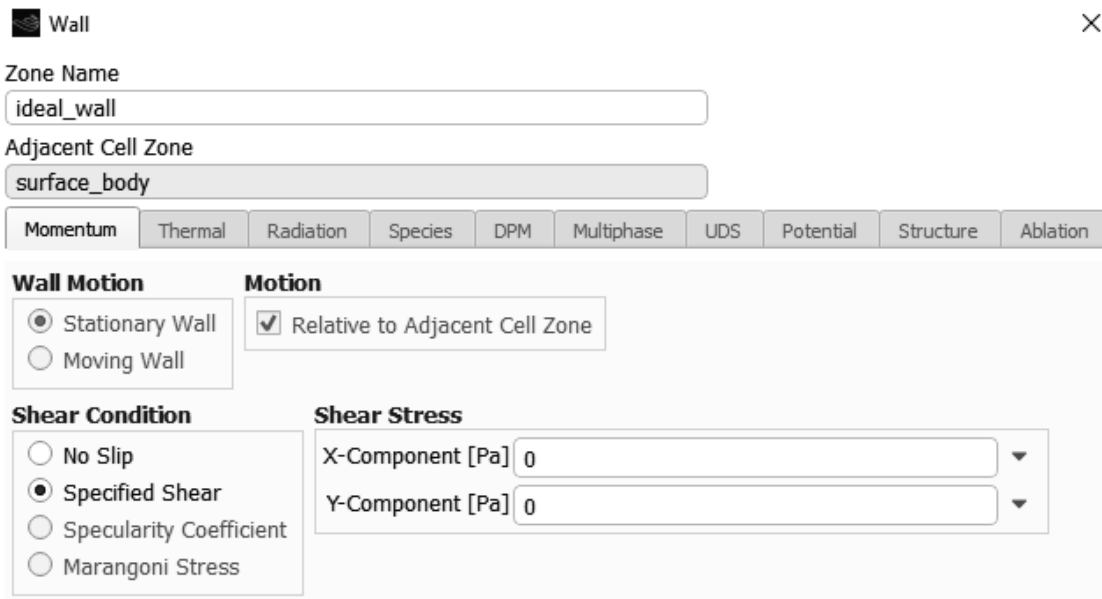 Wall
Zone Name
ideal_wall
Adjacent Cell Zone
surface_body
Momentum Thermal Radiation Species DPM Multiphase UDS Potential Structure Ablation
Wall Motion Motion
Stationary Wall Relative to Adjacent Cell Zone
Moving Wall
Shear Condition Shear Stress
No Slip X-Component [Pa] 0
Specified Shear Y-Component [Pa] 0
Specularity Coefficient
Marangoni Stress